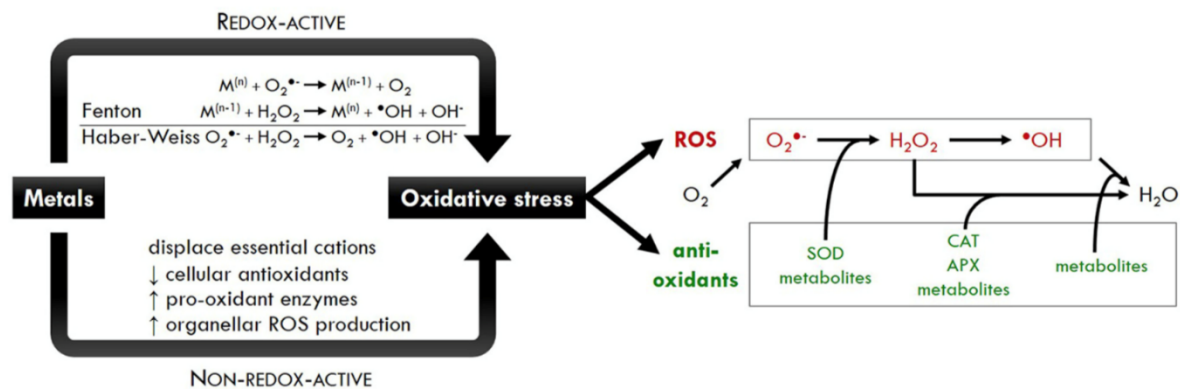 REDOX-ACTIVE
M⁽ⁿ⁾ + O₂•⁻ → M⁽ⁿ⁻¹⁾ + O₂
Fenton M⁽ⁿ⁻¹⁾ + H₂O₂ → M⁽ⁿ⁾ + •OH + OH⁻
Haber-Weiss O₂•⁻ + H₂O₂ → O₂ + •OH + OH⁻
Metals
Oxidative stress
displace essential cations
↓ cellular antioxidants
↑ pro-oxidant enzymes
↑ organellar ROS production
NON-REDOX-ACTIVE
ROS
O₂•⁻ → H₂O₂ → •OH
O₂
H₂O
anti-
oxidants
SOD
metabolites
CAT
APX
metabolites
metabolites